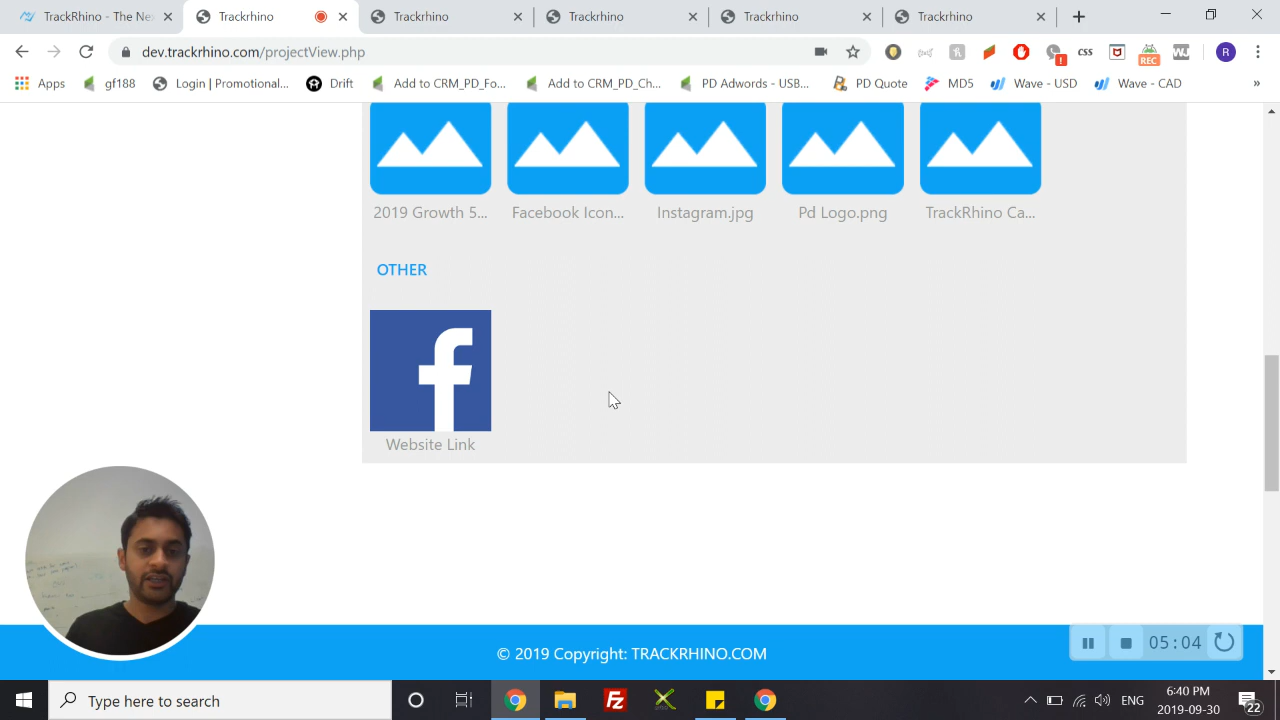 TrackRhino - The Ne
Trackrhino
Trackrhino
Trackrhino
Trackrhino
Trackrhino
dev.trackrhino.com/projectView.php
css
REC
R
Apps
gf188
Login | Promotional...
Drift
Add to CRM_PD_Fo...
Add to CRM_PD_Ch...
PD Adwords - USB...
PD Quote
MD5
Wave - USD
Wave - CAD
»
2019 Growth 5...
Facebook Icon...
Instagram.jpg
Pd Logo.png
TrackRhino Ca...
OTHER
Website Link
© 2019 Copyright: TRACKRHINO.COM
05:04
Type here to search
ENG
6:40 PM
2019-09-30
22